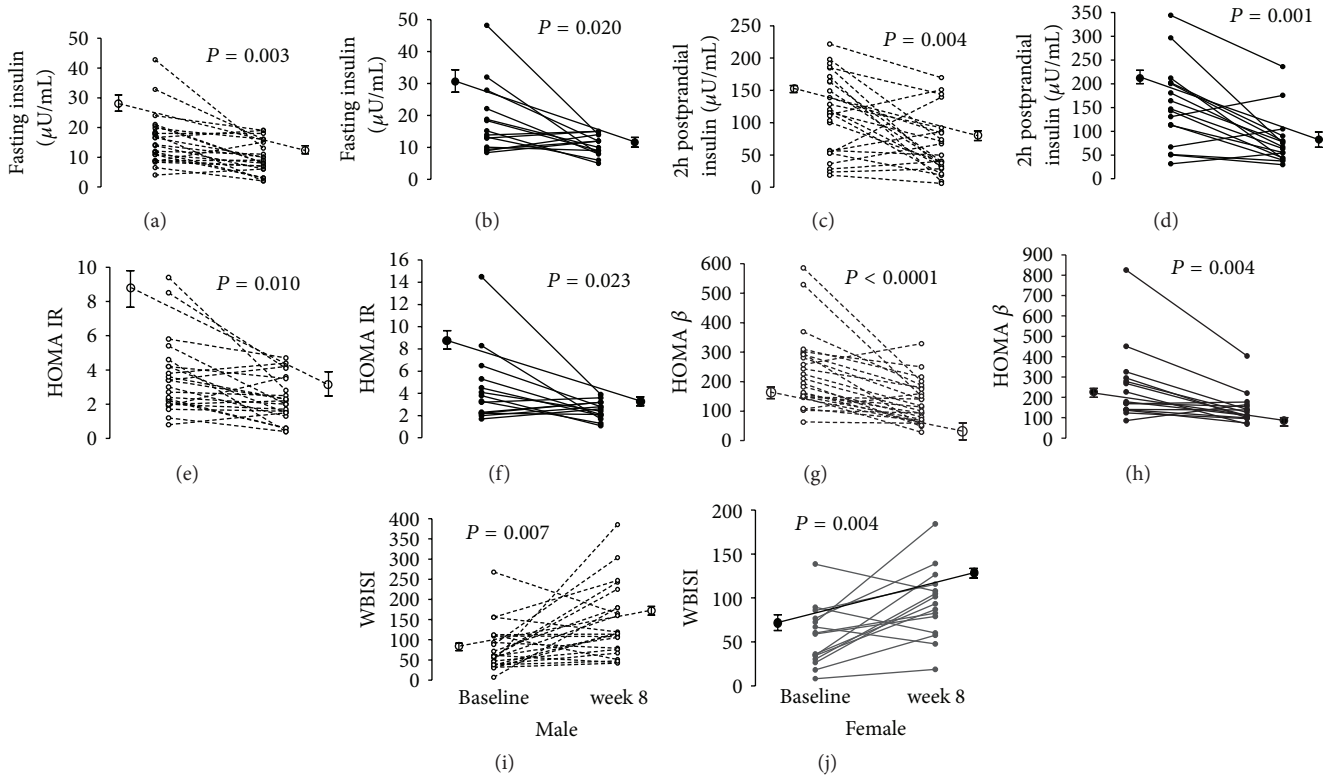 Fasting insulin
(μU/mL)
50
40
30
20
10
0
P = 0.003
(a)
Fasting insulin
(μU/mL)
50
40
30
20
10
0
P = 0.020
(b)
2h postprandial
insulin (μU/mL)
250
200
150
100
50
0
P = 0.004
(c)
2h postprandial
insulin (μU/mL)
350
300
250
200
150
100
50
0
P = 0.001
(d)
HOMA IR
10
8
6
4
2
0
P = 0.010
(e)
HOMA IR
16
14
12
10
8
6
4
2
0
P = 0.023
(f)
HOMA β
600
500
400
300
200
100
0
P < 0.0001
(g)
HOMA β
900
800
700
600
500
400
300
200
100
0
P = 0.004
(h)
WBISI
400
350
300
250
200
150
100
50
0
P = 0.007
Baseline week 8
Male
(i)
WBISI
200
150
100
50
0
P = 0.004
Baseline week 8
Female
(j)